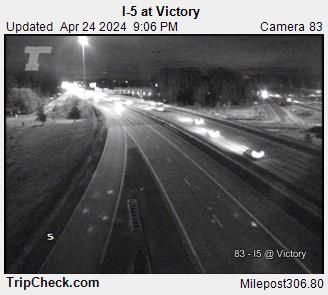 I-5 at Victory
Updated Apr 24 2024 9:06 PM Camera 83
T
S
83 - I5 @ Victory
TripCheck.com Milepost306.80